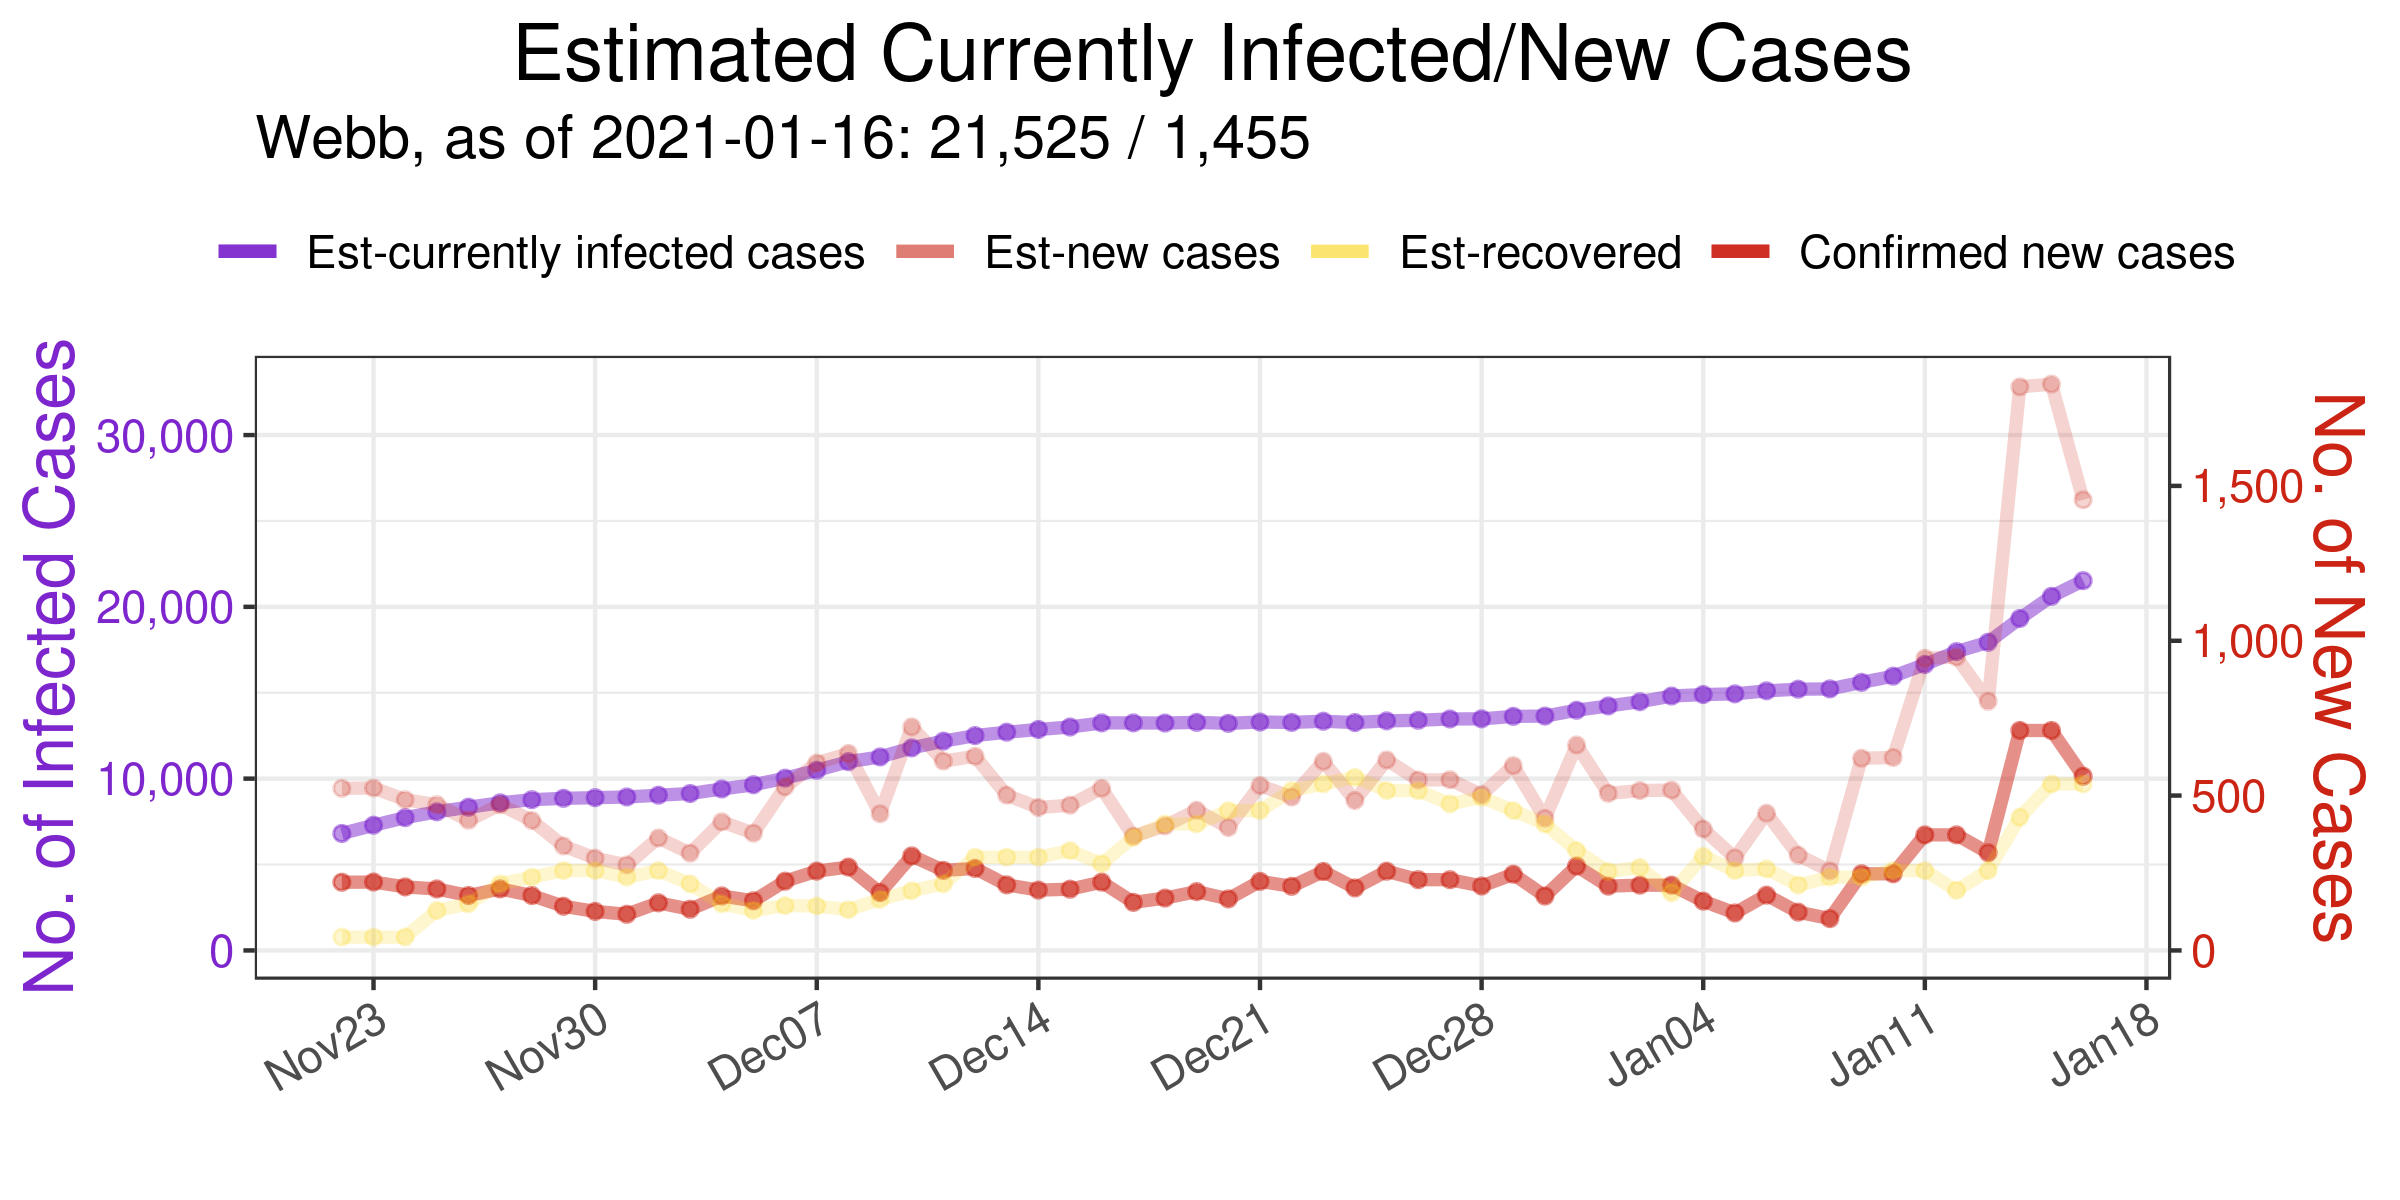 Estimated Currently Infected/New Cases
Webb, as of 2021-01-16: 21,525 / 1,455
Est-currently infected cases Est-new cases Est-recovered Confirmed new cases
No. of Infected Cases
30,000
20,000
10,000
0
1,500
1,000
500
0
No. of New Cases
Nov23 Nov30 Dec07 Dec14 Dec21 Dec28 Jan04 Jan11 Jan18